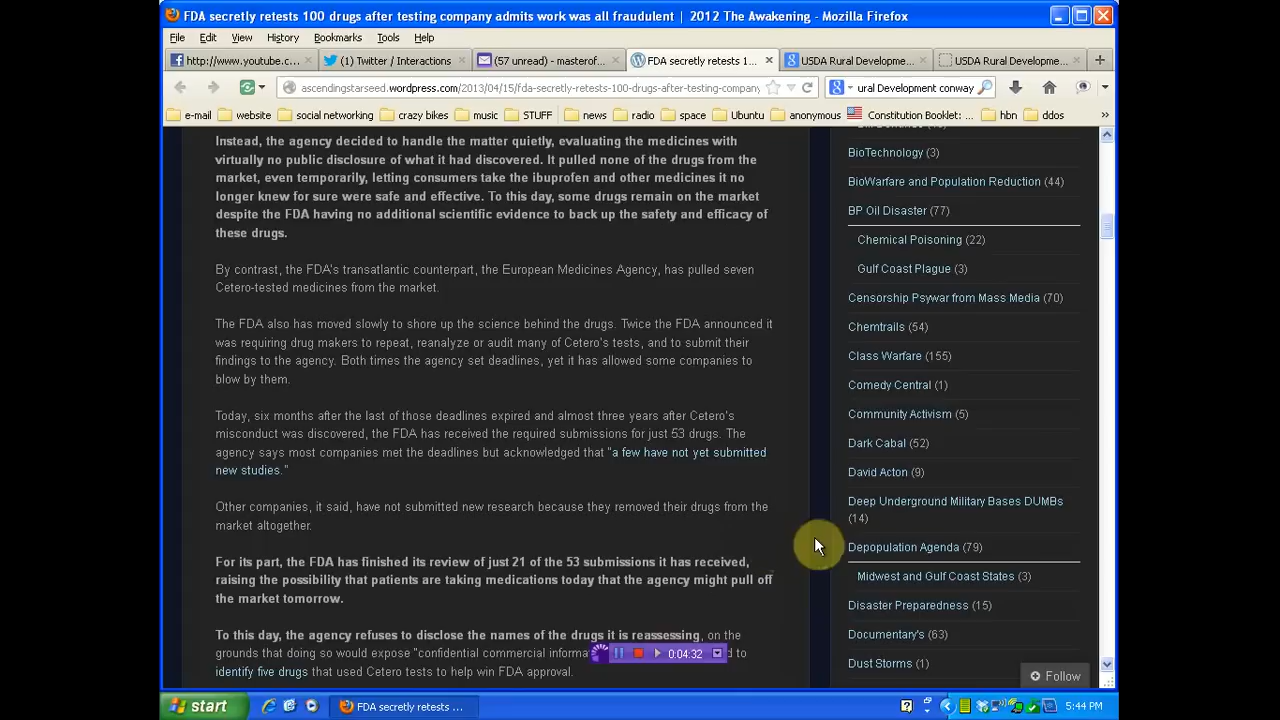 FDA secretly retests 100 drugs after testing company admits work was all fraudulent | 2012 The Awakening - Mozilla Firefox
File Edit View History Bookmarks Tools Help
http://www.youtube.c... (1) Twitter / Interactions (57 unread) - masterof... FDA secretly retests 1... USDA Rural Developme... USDA Rural Developme...
ascendingstarseed.wordpress.com/2013/04/15/fda-secretly-retests-100-drugs-after-testing-company ural Development conway
e-mail website social networking crazy bikes music STUFF news radio space Ubuntu anonymous Constitution Booklet:... hbn ddos
Instead, the agency decided to handle the matter quietly, evaluating the medicines with
virtually no public disclosure of what it had discovered. It pulled none of the drugs from the
market, even temporarily, letting consumers take the ibuprofen and other medicines it no
longer knew for sure were safe and effective. To this day, some drugs remain on the market
despite the FDA having no additional scientific evidence to back up the safety and efficacy of
these drugs.
By contrast, the FDA's transatlantic counterpart, the European Medicines Agency, has pulled seven
Cetero-tested medicines from the market.
The FDA also has moved slowly to shore up the science behind the drugs. Twice the FDA announced it
was requiring drug makers to repeat, reanalyze or audit many of Cetero's tests, and to submit their
findings to the agency. Both times the agency set deadlines, yet it has allowed some companies to
blow by them.
Today, six months after the last of those deadlines expired and almost three years after Cetero's
misconduct was discovered, the FDA has received the required submissions for just 53 drugs. The
agency says most companies met the deadlines but acknowledged that "a few have not yet submitted
new studies."
Other companies, it said, have not submitted new research because they removed their drugs from the
market altogether.
For its part, the FDA has finished its review of just 21 of the 53 submissions it has received,
raising the possibility that patients are taking medications today that the agency might pull off
the market tomorrow.
To this day, the agency refuses to disclose the names of the drugs it is reassessing, on the
grounds that doing so would expose "confidential commercial informa
0:04:32
to
identify five drugs that used Cetero tests to help win FDA approval.
BioTechnology (3)
BioWarfare and Population Reduction (44)
BP Oil Disaster (77)
Chemical Poisoning (22)
Gulf Coast Plague (3)
Censorship Psywar from Mass Media (70)
Chemtrails (54)
Class Warfare (155)
Comedy Central (1)
Community Activism (5)
Dark Cabal (52)
David Acton (9)
Deep Underground Military Bases DUMBs
(14)
Depopulation Agenda (79)
Midwest and Gulf Coast States (3)
Disaster Preparedness (15)
Documentary's (63)
Dust Storms (1)
Follow
start FDA secretly retests ... 5:44 PM